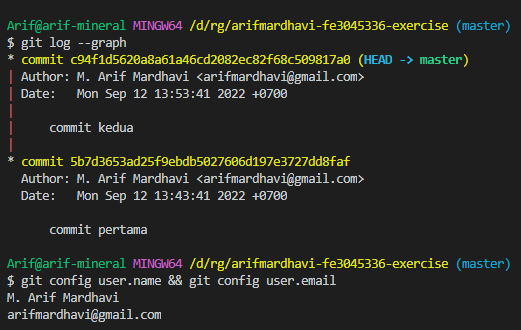 Arif@arif-mineral MINGW64 /d/rg/arifmardhavi-fe3045336-exercise (master)
$ git log --graph
* commit c94f1d5620a8a61a46cd2082ec82f68c509817a0 (HEAD -> master)
| Author: M. Arif Mardhavi <arifmardhavi@gmail.com>
| Date:   Mon Sep 12 13:53:41 2022 +0700
|
|     commit kedua
|
* commit 5b7d3653ad25f9ebdb5027606d197e3727dd8faf
  Author: M. Arif Mardhavi <arifmardhavi@gmail.com>
  Date:   Mon Sep 12 13:43:41 2022 +0700

      commit pertama

Arif@arif-mineral MINGW64 /d/rg/arifmardhavi-fe3045336-exercise (master)
$ git config user.name && git config user.email
M. Arif Mardhavi
arifmardhavi@gmail.com